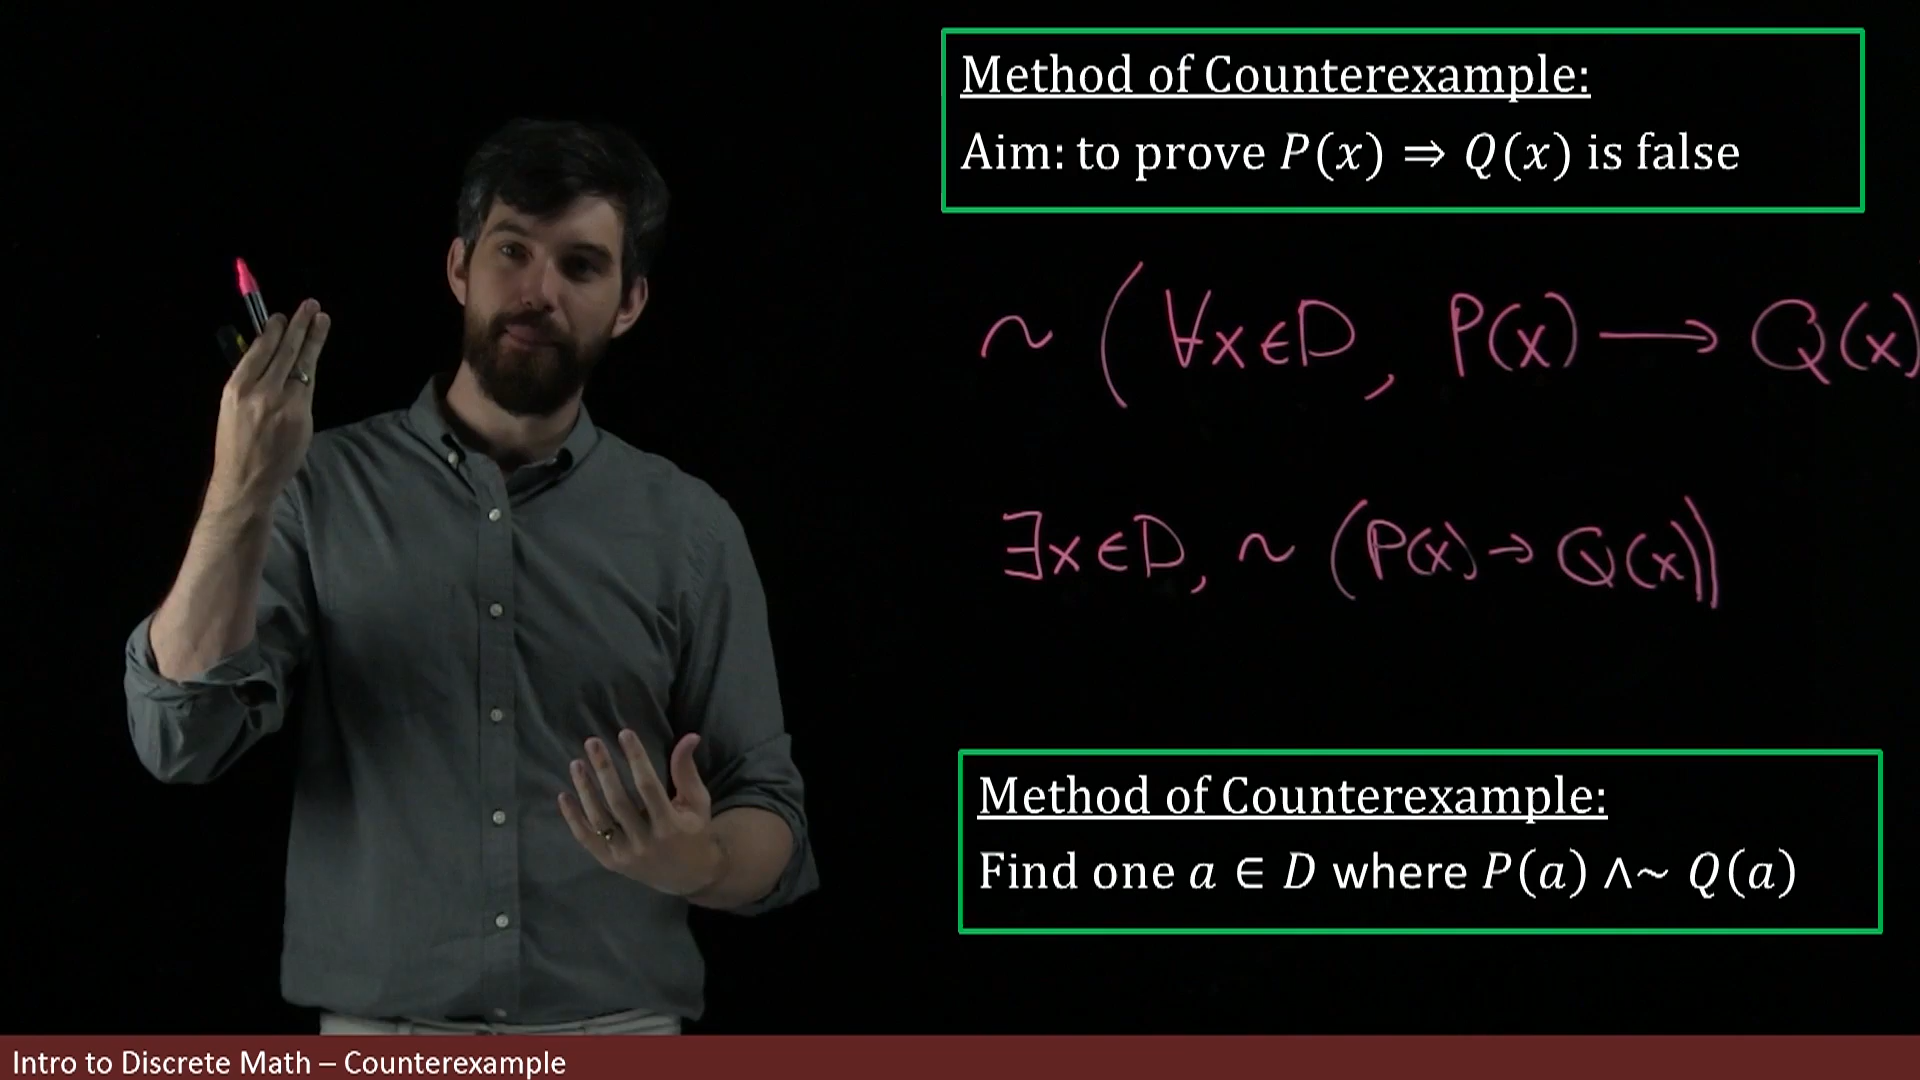 Method of Counterexample:
Aim: to prove P(x) ⇒ Q(x) is false
~ ( ∀x∈D, P(x) ⟶ Q(x)
∃x∈D, ~ (P(x) → Q(x))
Method of Counterexample:
Find one a ∈ D where P(a) ∧~ Q(a)
Intro to Discrete Math – Counterexample